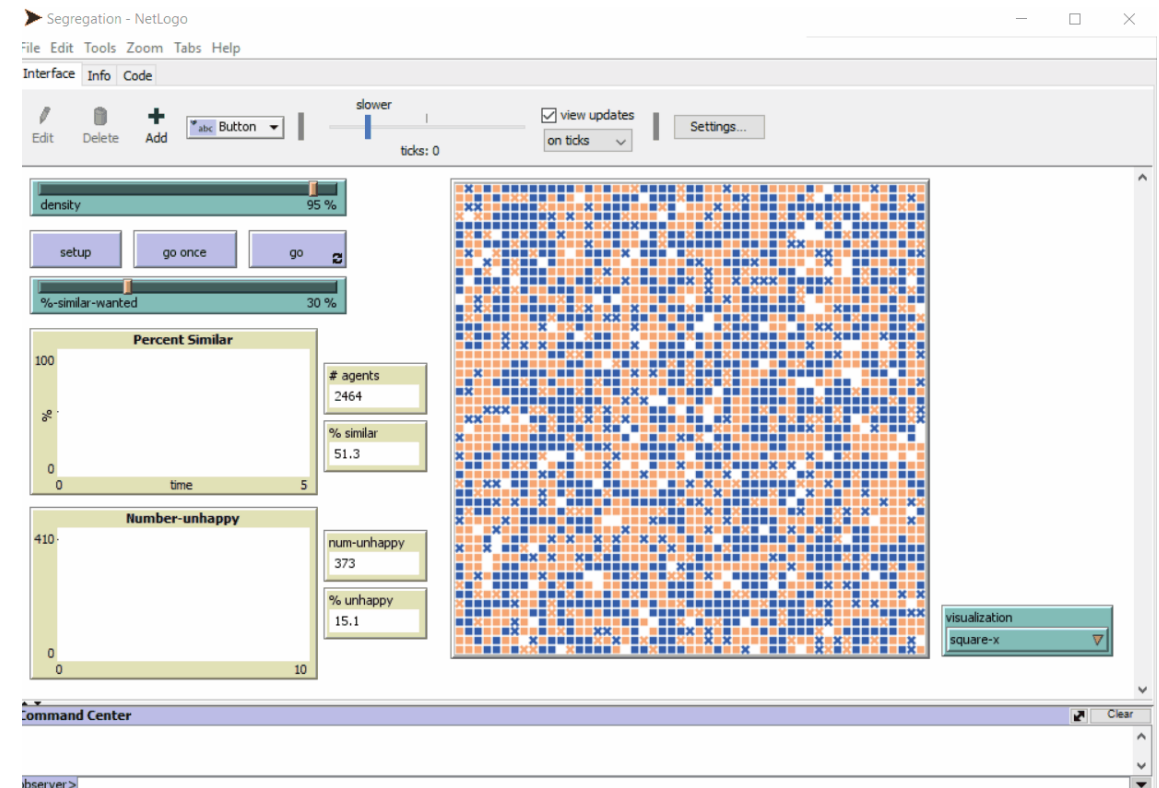 Segregation - NetLogo
File Edit Tools Zoom Tabs Help
Interface Info Code
Edit Delete Add abc Button slower ticks: 0 view updates on ticks Settings...
density 95 %
setup go once go
%-similar-wanted 30 %
Percent Similar
100
%
0
0 time 5
# agents
2464
% similar
51.3
Number-unhappy
410
0
0 10
num-unhappy
373
% unhappy
15.1
visualization
square-x
Command Center Clear
observer>